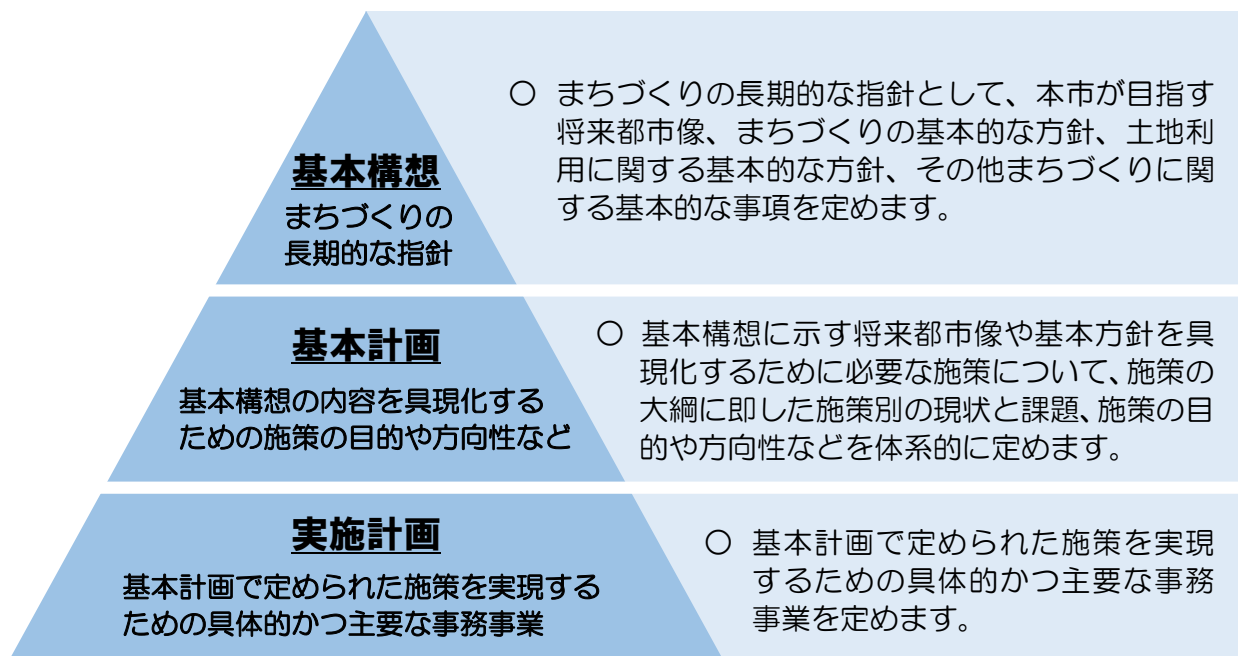 基本構想
まちづくりの
長期的な指針
〇 まちづくりの長期的な指針として、本市が目指す
将来都市像、まちづくりの基本的な方針、土地利
用に関する基本的な方針、その他まちづくりに関
する基本的な事項を定めます。
基本計画
基本構想の内容を具現化する
ための施策の目的や方向性など
〇 基本構想に示す将来都市像や基本方針を具
現化するために必要な施策について、施策の
大綱に即した施策別の現状と課題、施策の目
的や方向性などを体系的に定めます。
実施計画
基本計画で定められた施策を実現する
ための具体的かつ主要な事務事業
〇 基本計画で定められた施策を実現
するための具体的かつ主要な事務
事業を定めます。